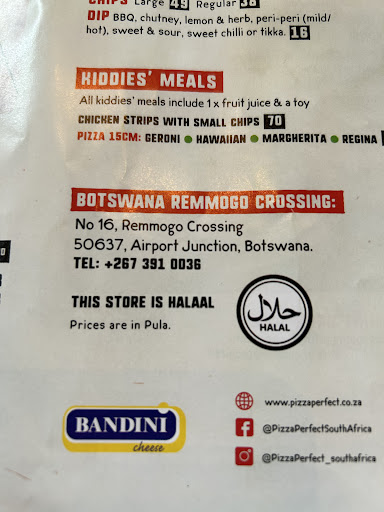 CHIPS Large 49 Regular 38
DIP BBQ, chutney, lemon & herb, peri-peri (mild/
hot), sweet & sour, sweet chilli or tikka. 16
KIDDIES' MEALS
All kiddies' meals include 1 x fruit juice & a toy
CHICKEN STRIPS WITH SMALL CHIPS 70
PIZZA 15CM: GERONI ● HAWAIIAN ● MARGHERITA ● REGINA
BOTSWANA REMMOGO CROSSING:
No 16, Remmogo Crossing
50637, Airport Junction, Botswana.
TEL: +267 391 0036
THIS STORE IS HALAAL
Prices are in Pula.
حلال
HALAL
BANDINI
cheese
www.pizzaperfect.co.za
@PizzaPerfectSouthAfrica
@PizzaPerfect_southafrica